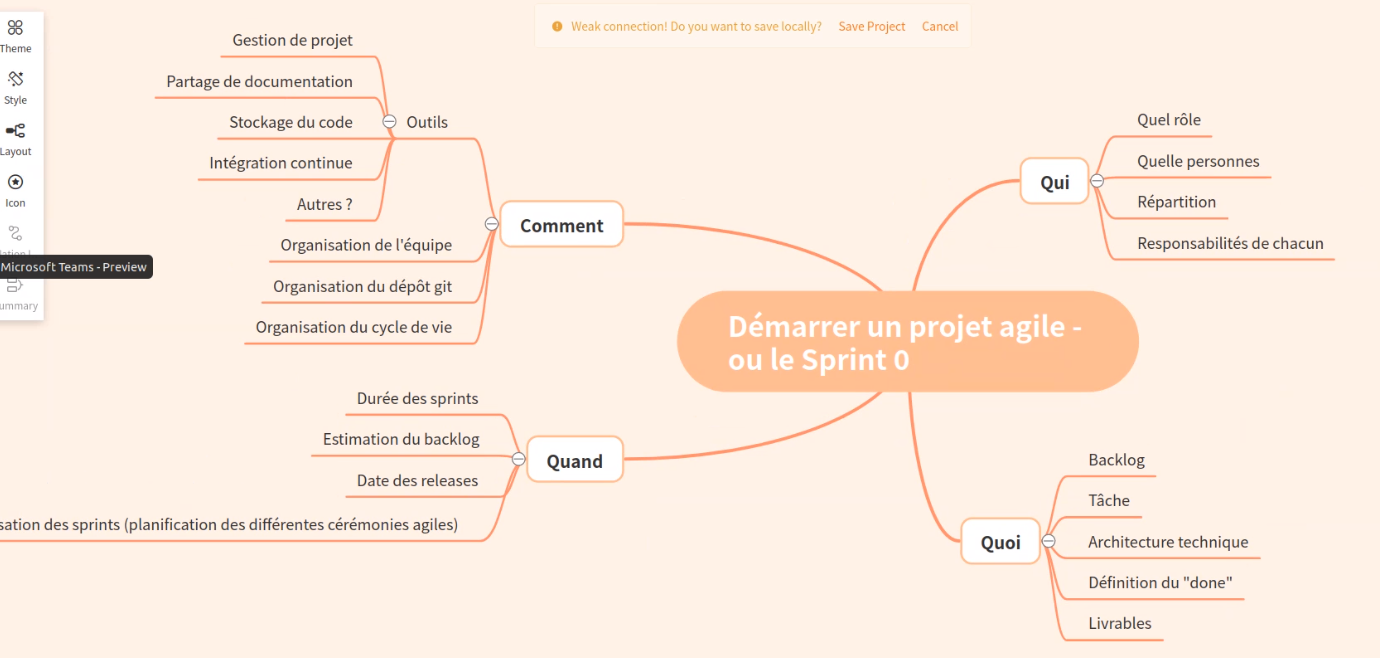 Weak connection! Do you want to save locally? Save Project Cancel
Theme
Style
Layout
Icon
Microsoft Teams - Preview
Gestion de projet
Partage de documentation
Stockage du code
Intégration continue
Autres ?
Outils
Organisation de l'équipe
Organisation du dépôt git
Organisation du cycle de vie
Comment
Durée des sprints
Estimation du backlog
Date des releases
sation des sprints (planification des différentes cérémonies agiles)
Quand
Démarrer un projet agile -
ou le Sprint 0
Qui
Quel rôle
Quelle personnes
Répartition
Responsabilités de chacun
Quoi
Backlog
Tâche
Architecture technique
Définition du "done"
Livrables